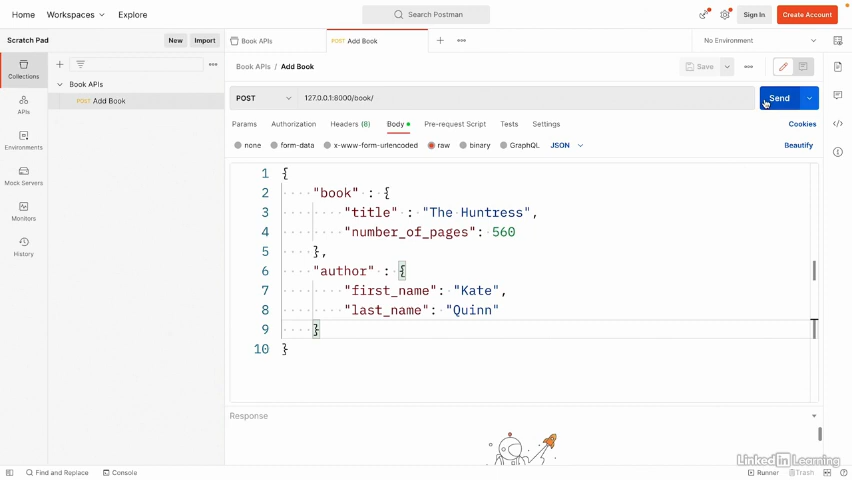 Home Workspaces Explore Search Postman Sign In Create Account
Scratch Pad New Import Book APIs POST Add Book No Environment
Collections
APIs
Environments
Mock Servers
Monitors
History
Book APIs
POST Add Book
Book APIs / Add Book Save
POST 127.0.0.1:8000/book/ Send
Params Authorization Headers (8) Body Pre-request Script Tests Settings Cookies
none form-data x-www-form-urlencoded raw binary GraphQL JSON Beautify
1 {
2 "book" : {
3 "title" : "The Huntress",
4 "number_of_pages": 560
5 },
6 "author" : {
7 "first_name": "Kate",
8 "last_name": "Quinn"
9 }
10 }
Response
LinkedIn Learning
Find and Replace Console Runner Trash